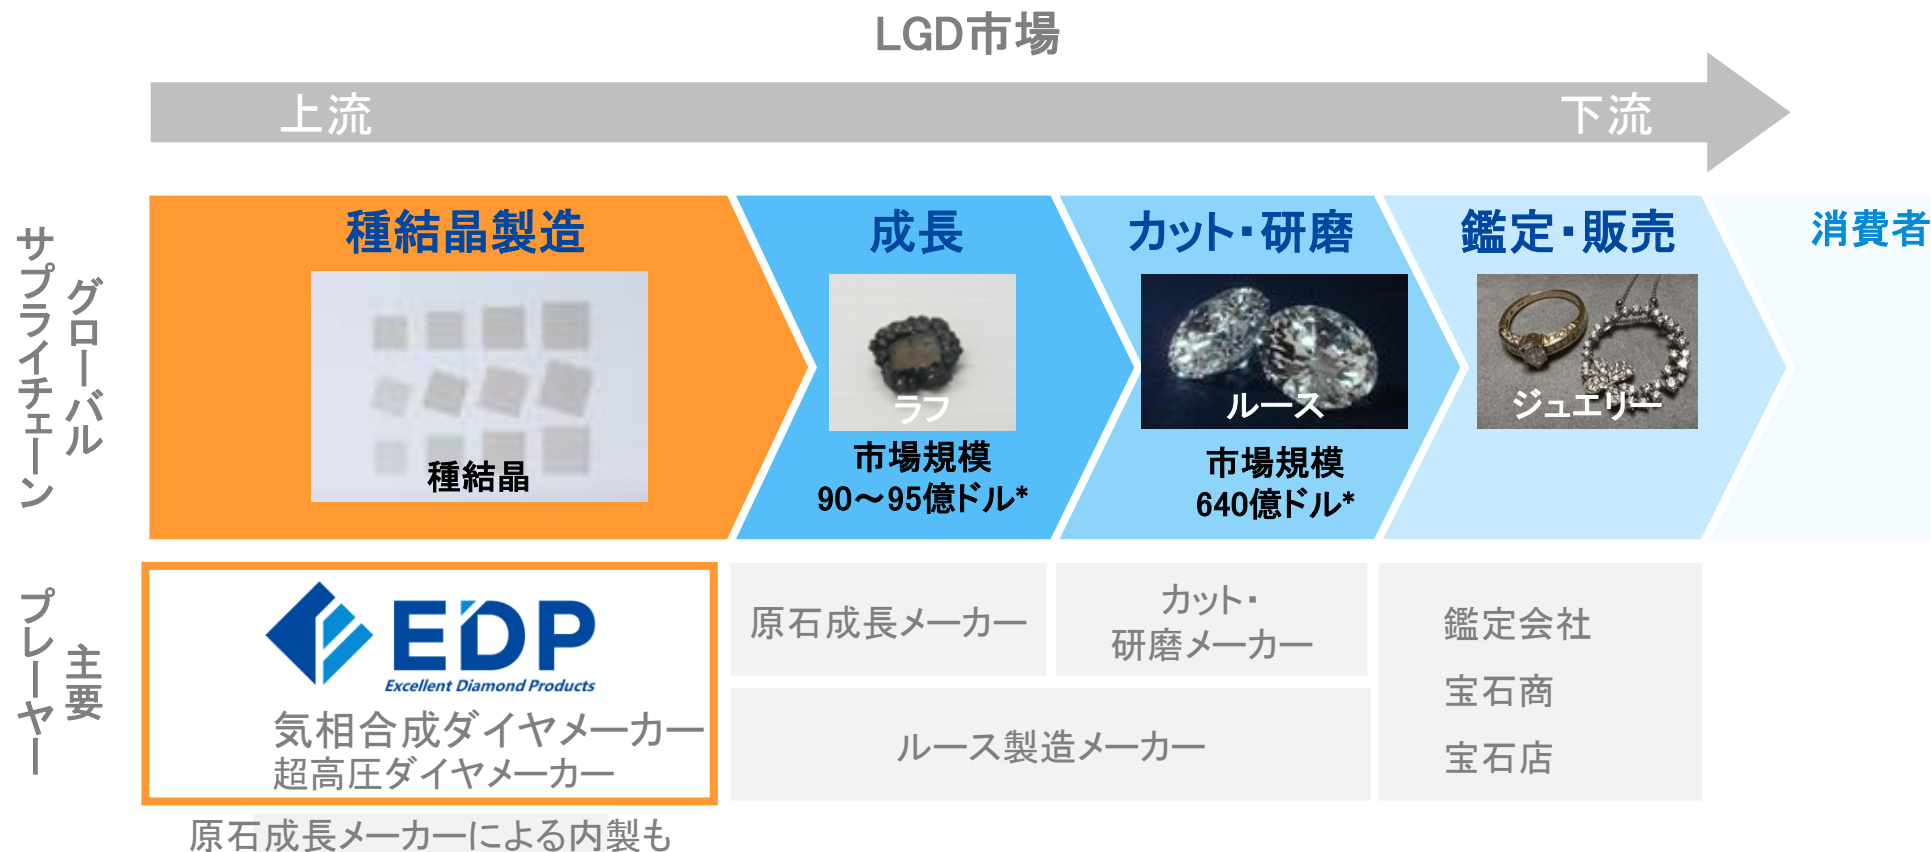 LGD市場
上流
下流
グローバル
サプライチェーン
種結晶製造
成長
カット・研磨
鑑定・販売
消費者
種結晶
ラフ
ルース
ジュエリー
市場規模
90～95億ドル*
市場規模
640億ドル*
主要
プレーヤー
EDP
Excellent Diamond Products
気相合成ダイヤメーカー
超高圧ダイヤメーカー
原石成長メーカー
カット・
研磨メーカー
ルース製造メーカー
鑑定会社
宝石商
宝石店
原石成長メーカーによる内製も